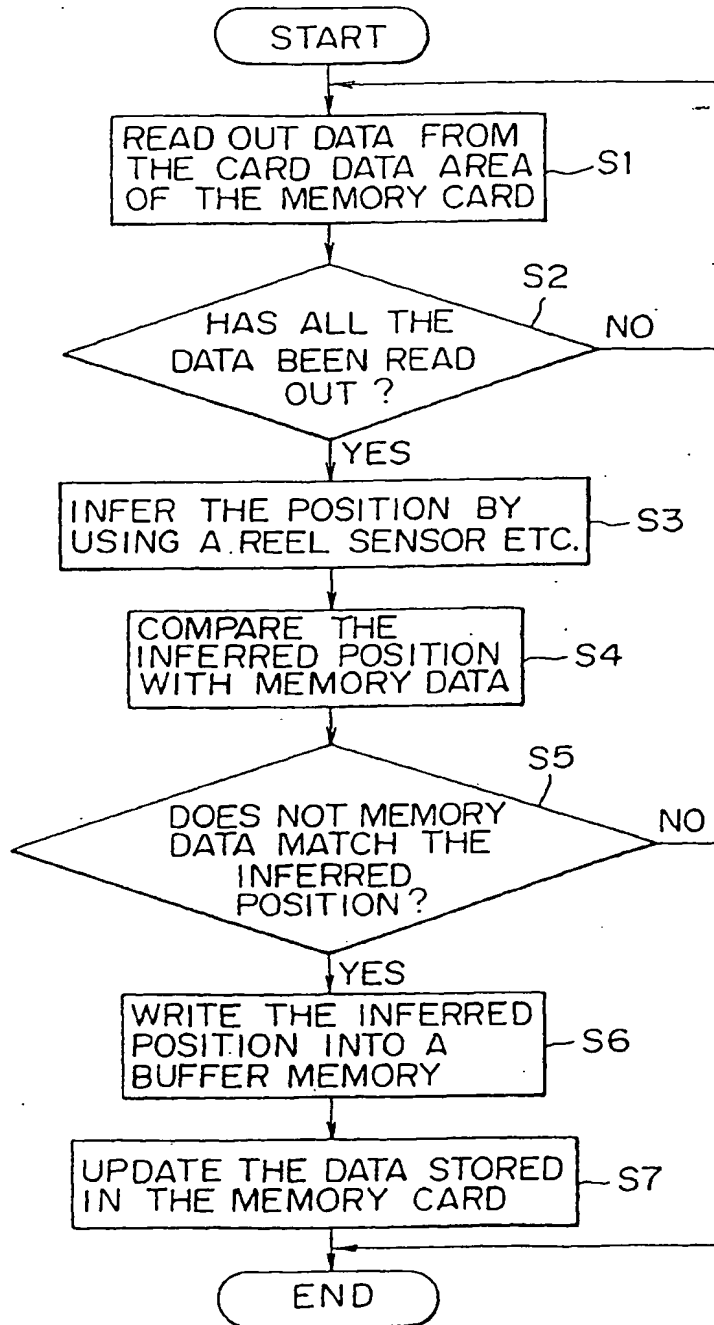 START
READ OUT DATA FROM
THE CARD DATA AREA
OF THE MEMORY CARD
S1
S2
HAS ALL THE
DATA BEEN READ
OUT ?
NO
YES
INFER THE POSITION BY
USING A REEL SENSOR ETC.
S3
COMPARE THE
INFERRED POSITION
WITH MEMORY DATA
S4
S5
DOES NOT MEMORY
DATA MATCH THE
INFERRED
POSITION ?
NO
YES
WRITE THE INFERRED
POSITION INTO A
BUFFER MEMORY
S6
UPDATE THE DATA STORED
IN THE MEMORY CARD
S7
END